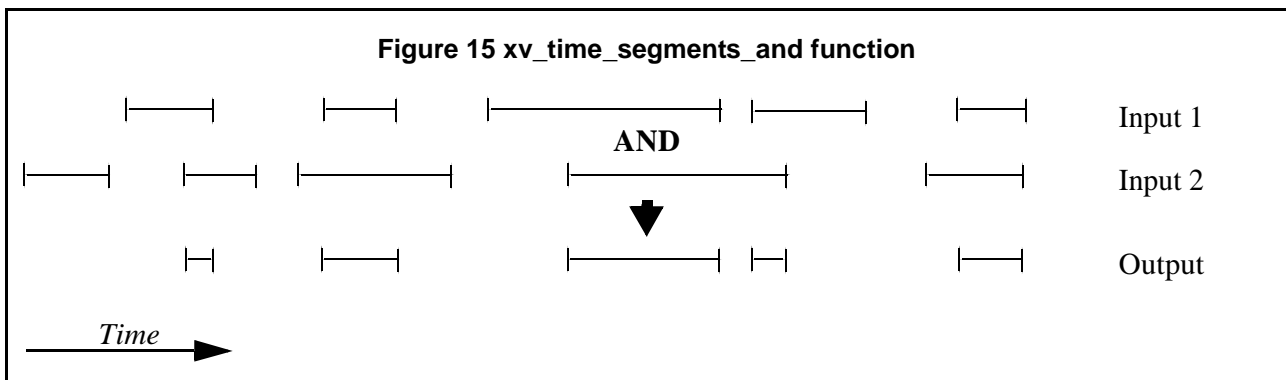 Figure 15 xv_time_segments_and function
Input 1
AND
Input 2
Output
Time